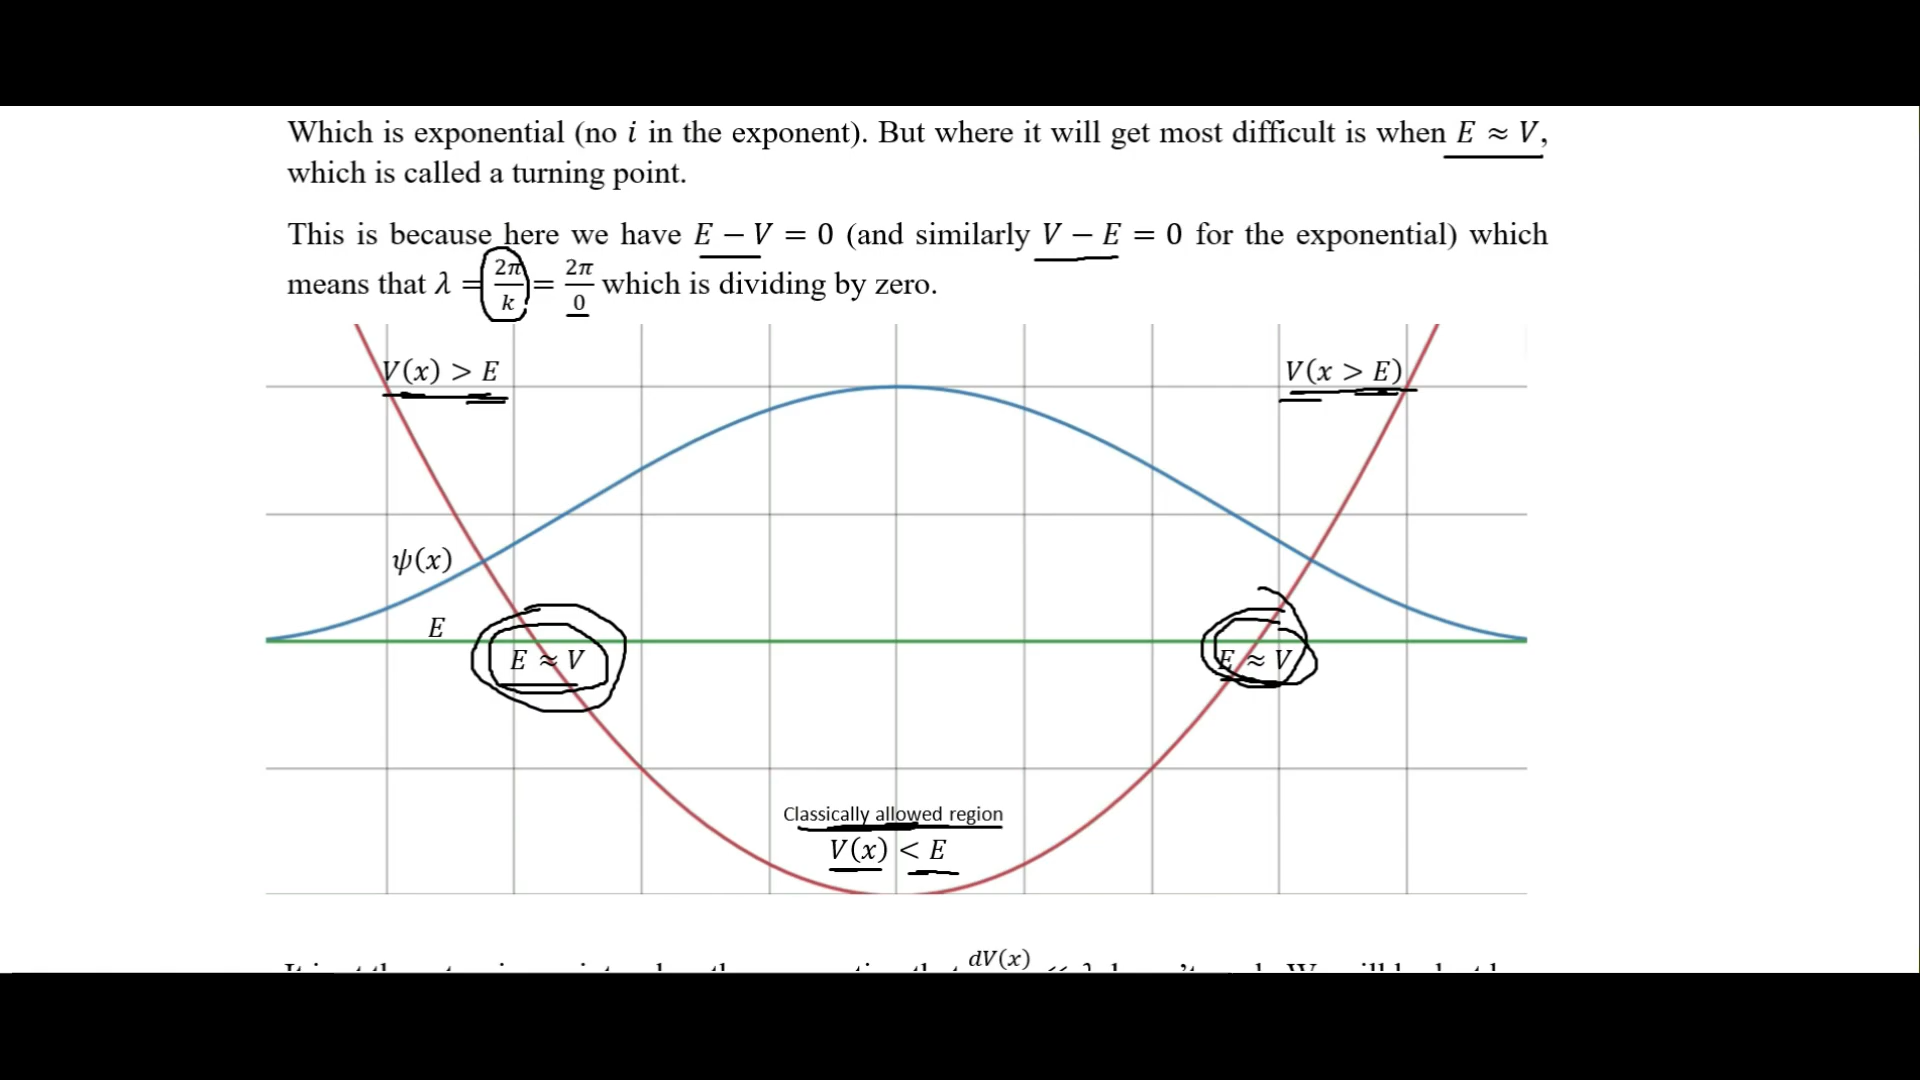 Which is exponential (no i in the exponent). But where it will get most difficult is when E ≈ V,
which is called a turning point.
This is because here we have E − V = 0 (and similarly V − E = 0 for the exponential) which
means that λ = 2π/k = 2π/0 which is dividing by zero.
V(x) > E
V(x > E)
ψ(x)
E
E ≈ V
E ≈ V
Classically allowed region
V(x) < E
dV(x)